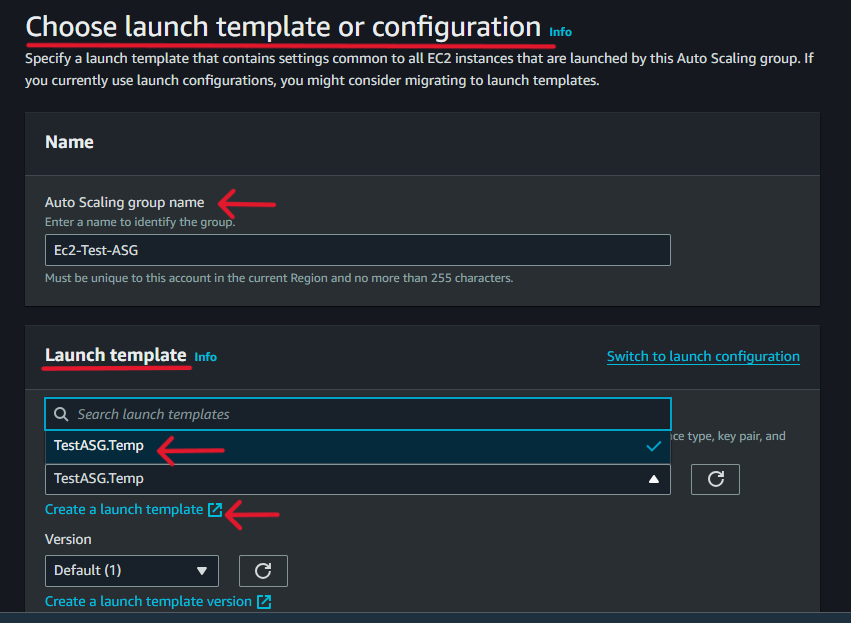 Choose launch template or configuration Info
Specify a launch template that contains settings common to all EC2 instances that are launched by this Auto Scaling group. If
you currently use launch configurations, you might consider migrating to launch templates.
Name
Auto Scaling group name
Enter a name to identify the group.
Ec2-Test-ASG
Must be unique to this account in the current Region and no more than 255 characters.
Launch template Info
Switch to launch configuration
Search launch templates
type, key pair, and
TestASG.Temp
TestASG.Temp
Create a launch template
Version
Default (1)
Create a launch template version